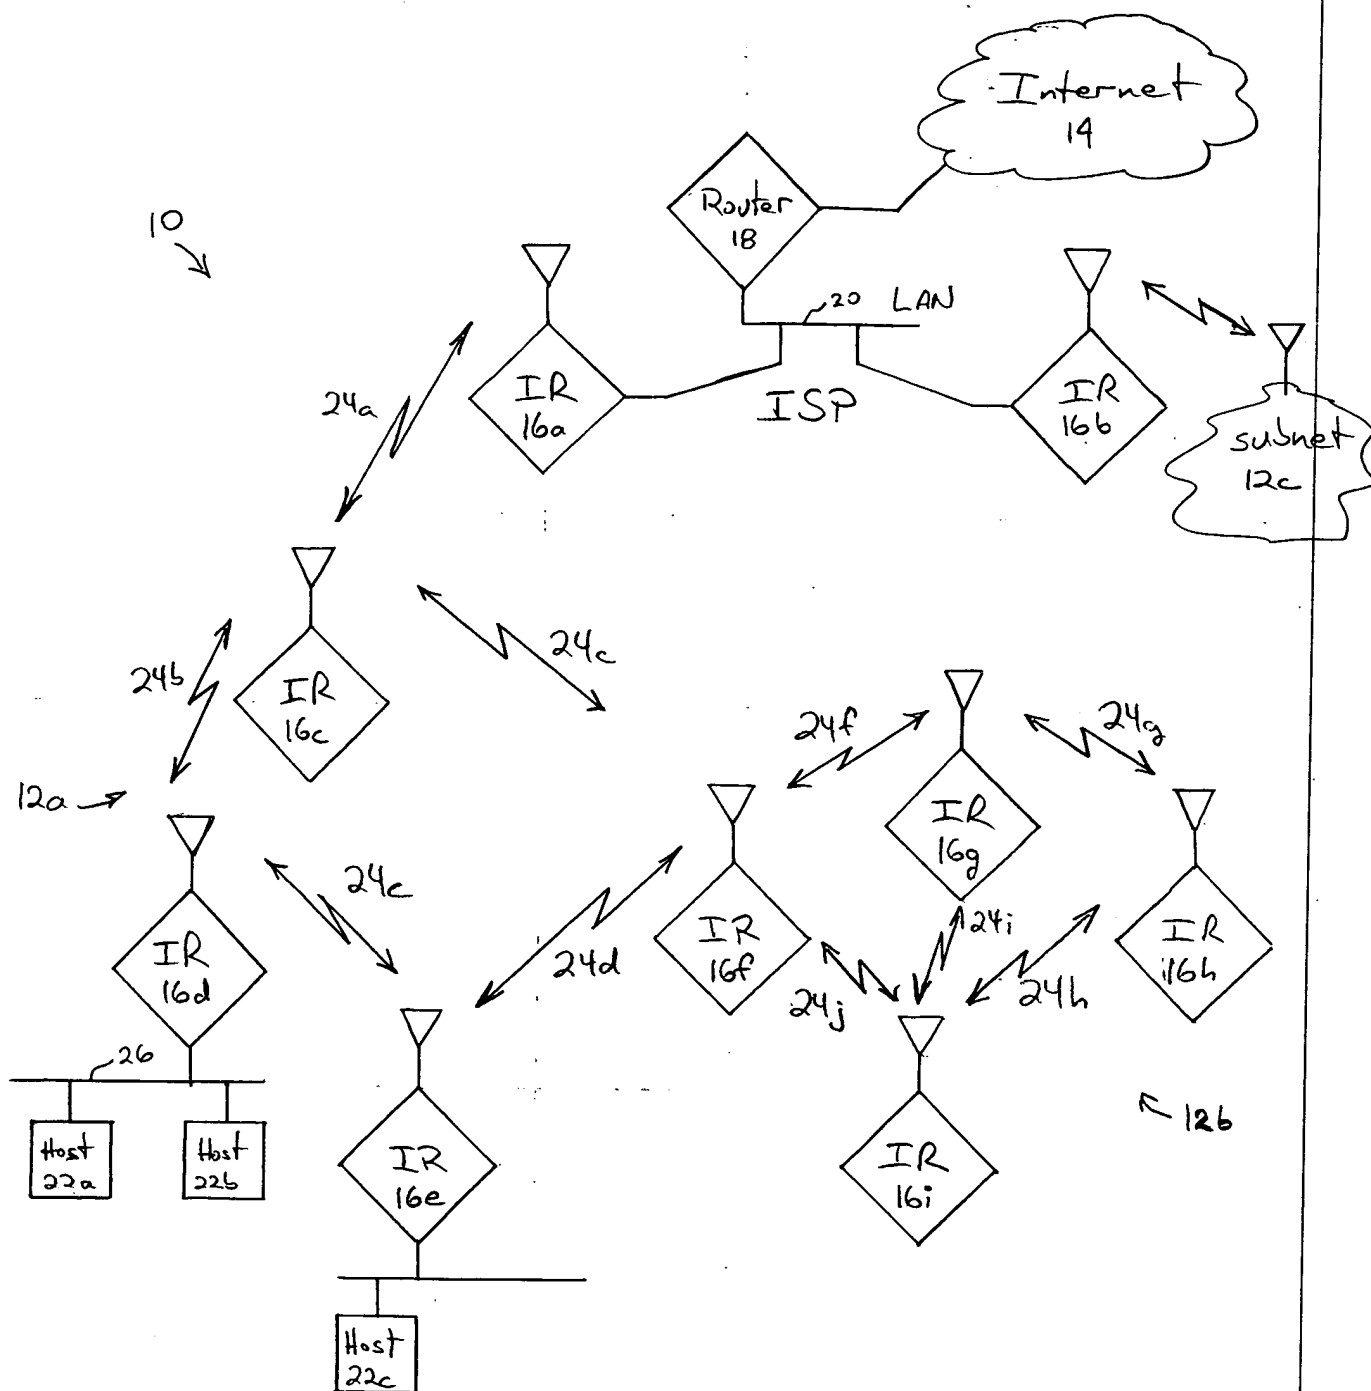 Internet
14
Router
18
10
20 LAN
IR
16a
ISP
IR
16b
24a
subnet
12c
24c
24b
IR
16c
24f
24g
12a
IR
16g
24c
IR
16d
IR
16f
24i
IR
16h
24d
24j
24h
26
12b
Host
22a
Host
22b
IR
16e
IR
16i
Host
22c